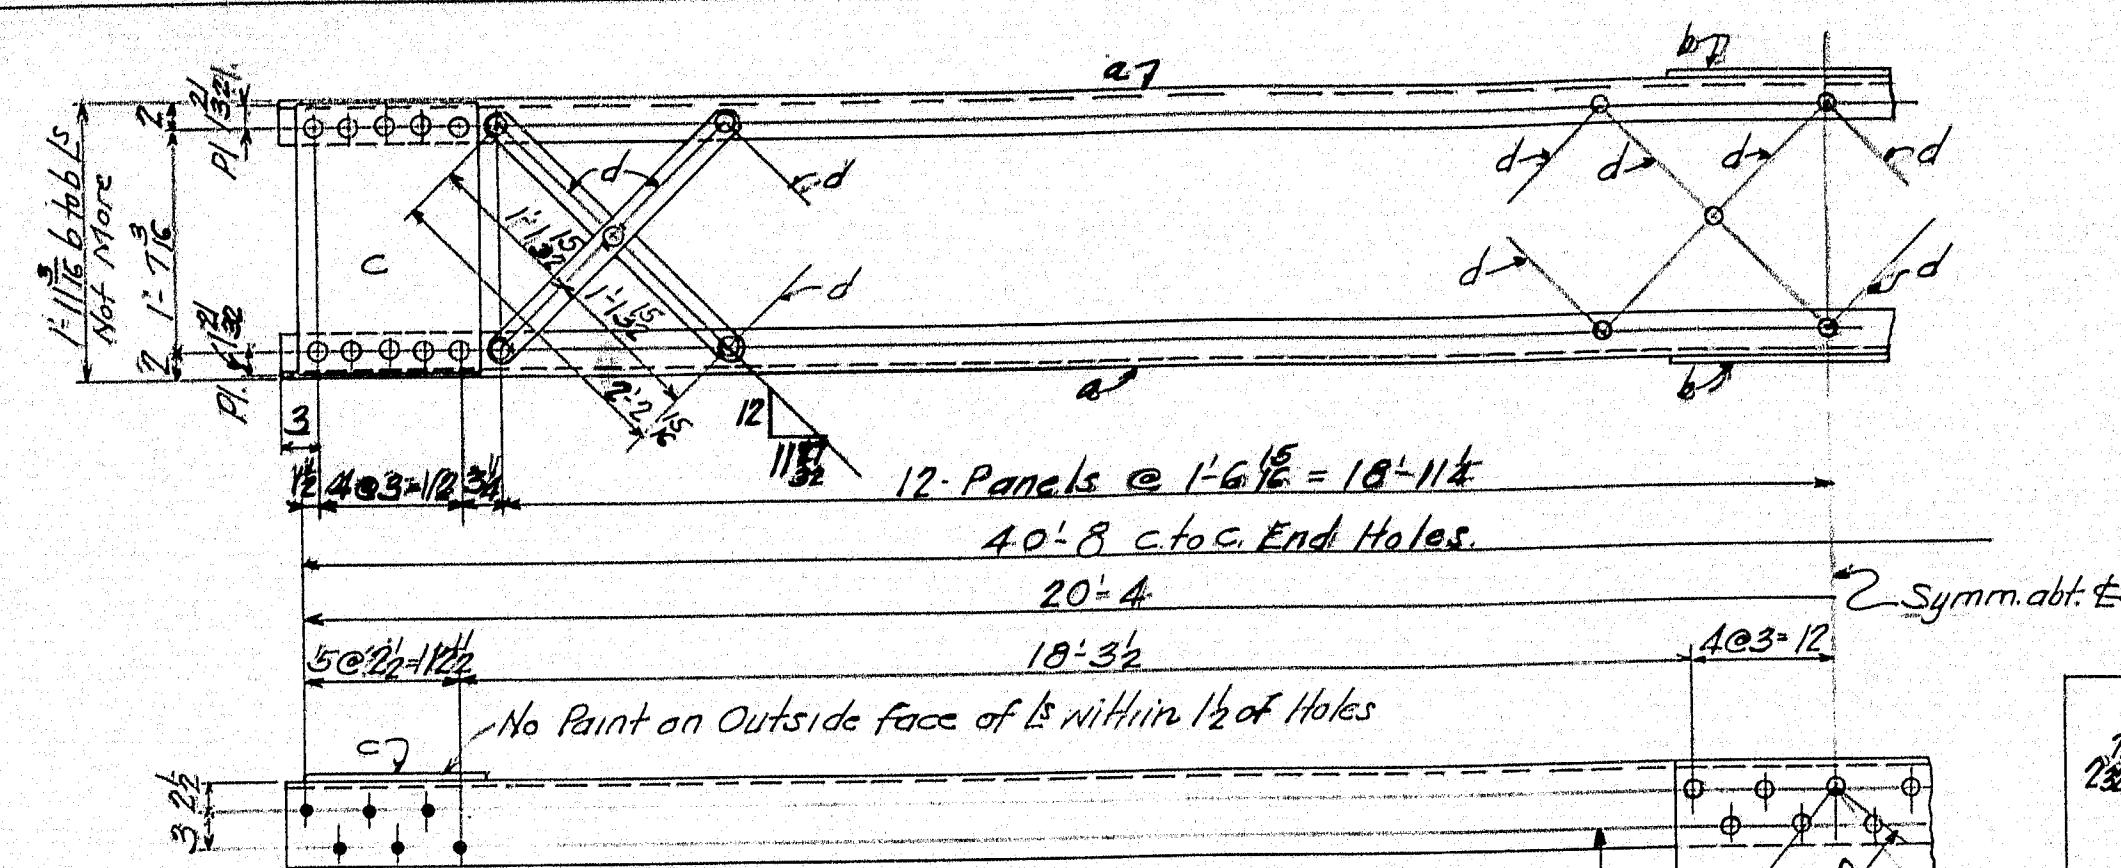 a
b
2
Pl. 1 21/32
d
d
d
d
d
d
1'-11 3/16 b to b Ls
Not More
1'-7 3/16
c
1'-1 15/32
1'-1 15/32
2'-2 15/16
d
d
d
2
Pl. 1 21/32
a
b
3
12
11 27/32
1 1/2
4@3=1'2
3 1/4
12-Panels @ 1'-6 15/16 = 18'-11 1/4
40'-8 c. to c. End Holes.
20'-4
Symm. abt. ℄
5@2 1/2=1'2 1/2
18'-3 1/2
4@3=12
No Paint on Outside face of Ls within 1 1/2 of Holes
c
2 1/2
3